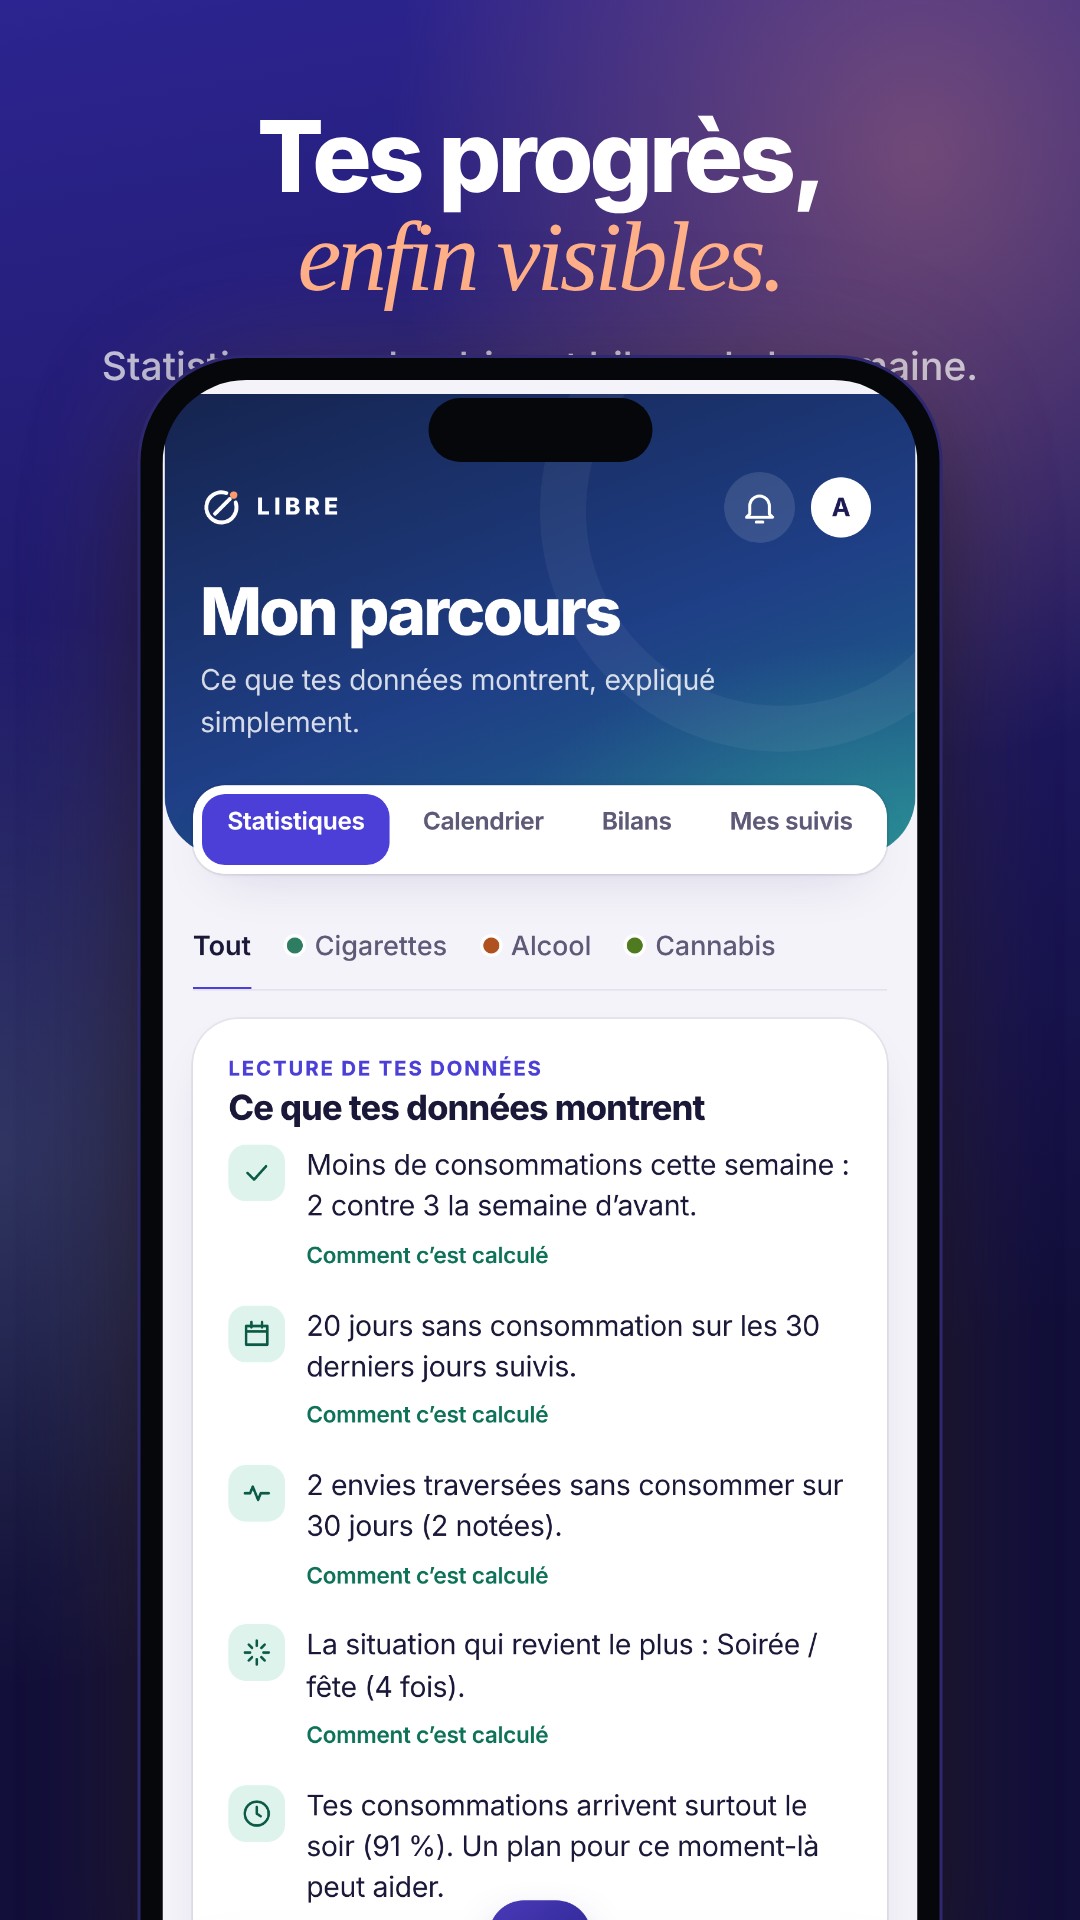 Tes progrès,
enfin visibles.
maine.
LIBRE
A
Mon parcours
Ce que tes données montrent, expliqué
simplement.
Statistiques Calendrier Bilans Mes suivis
Tout Cigarettes Alcool Cannabis
LECTURE DE TES DONNÉES
Ce que tes données montrent
Moins de consommations cette semaine :
2 contre 3 la semaine d’avant.
Comment c’est calculé
20 jours sans consommation sur les 30
derniers jours suivis.
Comment c’est calculé
2 envies traversées sans consommer sur
30 jours (2 notées).
Comment c’est calculé
La situation qui revient le plus : Soirée /
fête (4 fois).
Comment c’est calculé
Tes consommations arrivent surtout le
soir (91 %). Un plan pour ce moment-là
peut aider.